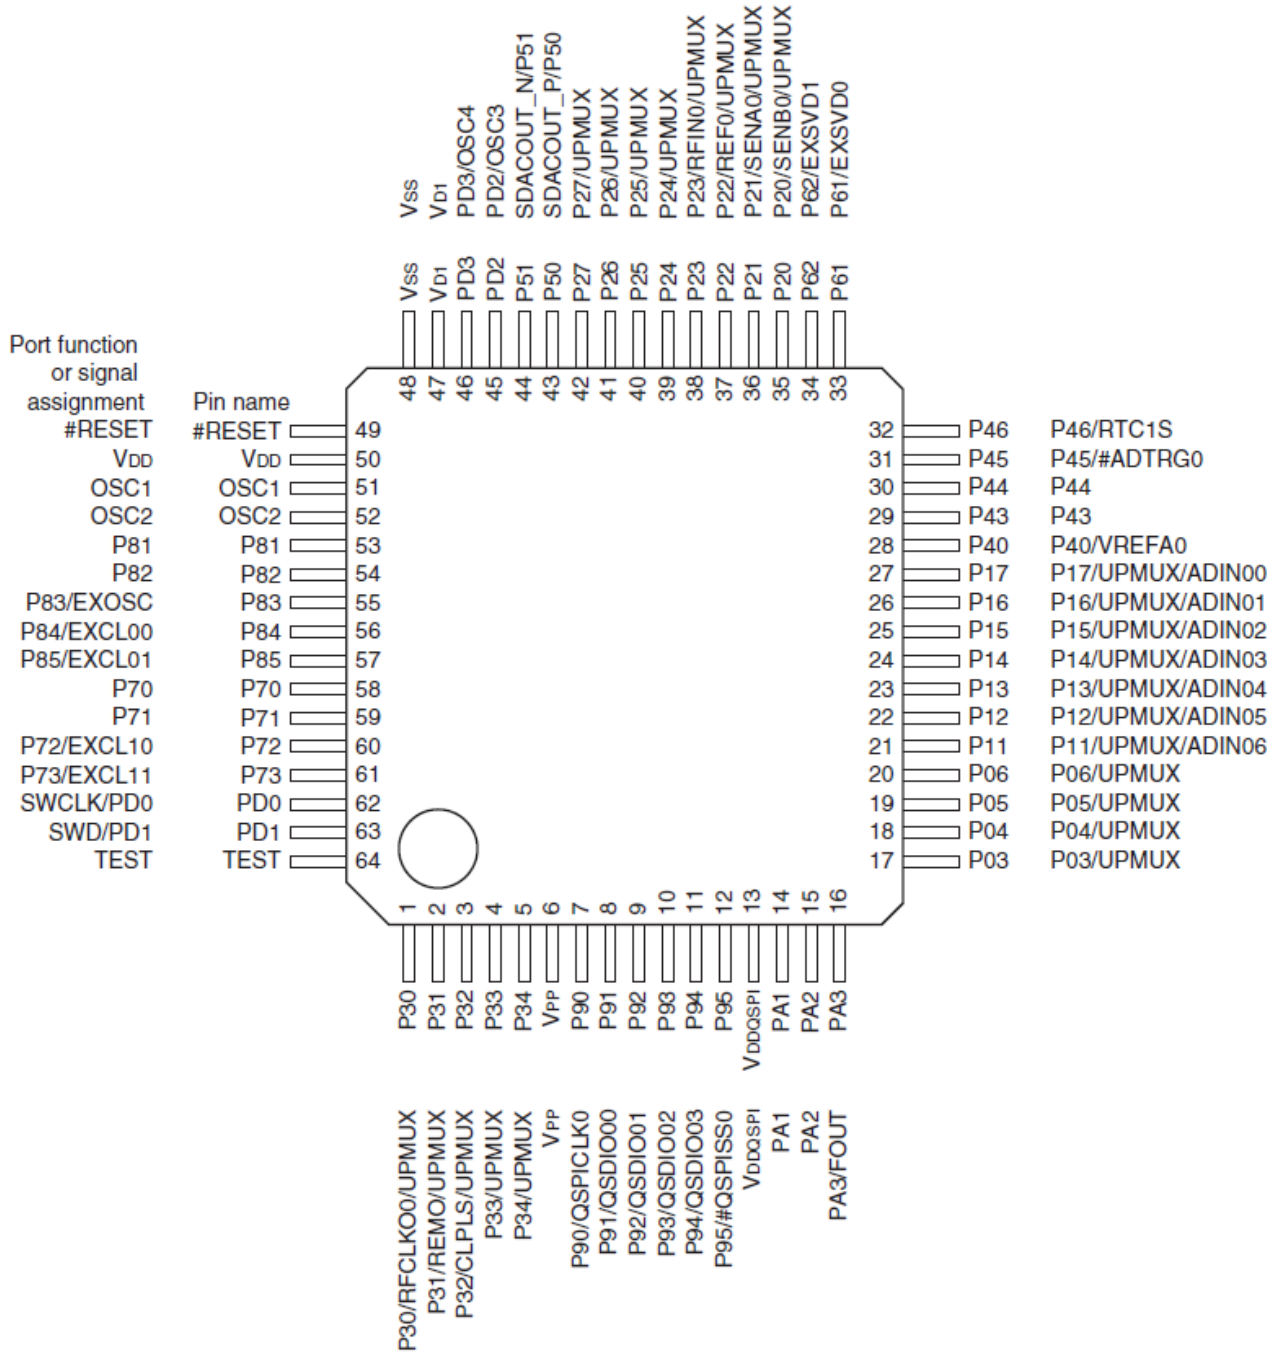 VSS
VD1
PD3/OSC4
PD2/OSC3
SDACOUT_N/P51
SDACOUT_P/P50
P27/UPMUX
P26/UPMUX
P25/UPMUX
P24/UPMUX
P23/RFIN0/UPMUX
P22/REF0/UPMUX
P21/SENA0/UPMUX
P20/SENB0/UPMUX
P62/EXSVD1
P61/EXSVD0
VSS
VD1
PD3
PD2
P51
P50
P27
P26
P25
P24
P23
P22
P21
P20
P62
P61
48 47 46 45 44 43 42 41 40 39 38 37 36 35 34 33
Port function
or signal
assignment Pin name
#RESET #RESET 49
VDD VDD 50
OSC1 OSC1 51
OSC2 OSC2 52
P81 P81 53
P82 P82 54
P83/EXOSC P83 55
P84/EXCL00 P84 56
P85/EXCL01 P85 57
P70 P70 58
P71 P71 59
P72/EXCL10 P72 60
P73/EXCL11 P73 61
SWCLK/PD0 PD0 62
SWD/PD1 PD1 63
TEST TEST 64
32 P46 P46/RTC1S
31 P45 P45/#ADTRG0
30 P44 P44
29 P43 P43
28 P40 P40/VREFA0
27 P17 P17/UPMUX/ADIN00
26 P16 P16/UPMUX/ADIN01
25 P15 P15/UPMUX/ADIN02
24 P14 P14/UPMUX/ADIN03
23 P13 P13/UPMUX/ADIN04
22 P12 P12/UPMUX/ADIN05
21 P11 P11/UPMUX/ADIN06
20 P06 P06/UPMUX
19 P05 P05/UPMUX
18 P04 P04/UPMUX
17 P03 P03/UPMUX
1 2 3 4 5 6 7 8 9 10 11 12 13 14 15 16
P30
P31
P32
P33
P34
VPP
P90
P91
P92
P93
P94
P95
VDDQSPI
PA1
PA2
PA3
P30/RFCLKO0/UPMUX
P31/REMO/UPMUX
P32/CLPLS/UPMUX
P33/UPMUX
P34/UPMUX
VPP
P90/QSPICLK0
P91/QSDIO00
P92/QSDIO01
P93/QSDIO02
P94/QSDIO03
P95/#QSPISS0
VDDQSPI
PA1
PA2
PA3/FOUT